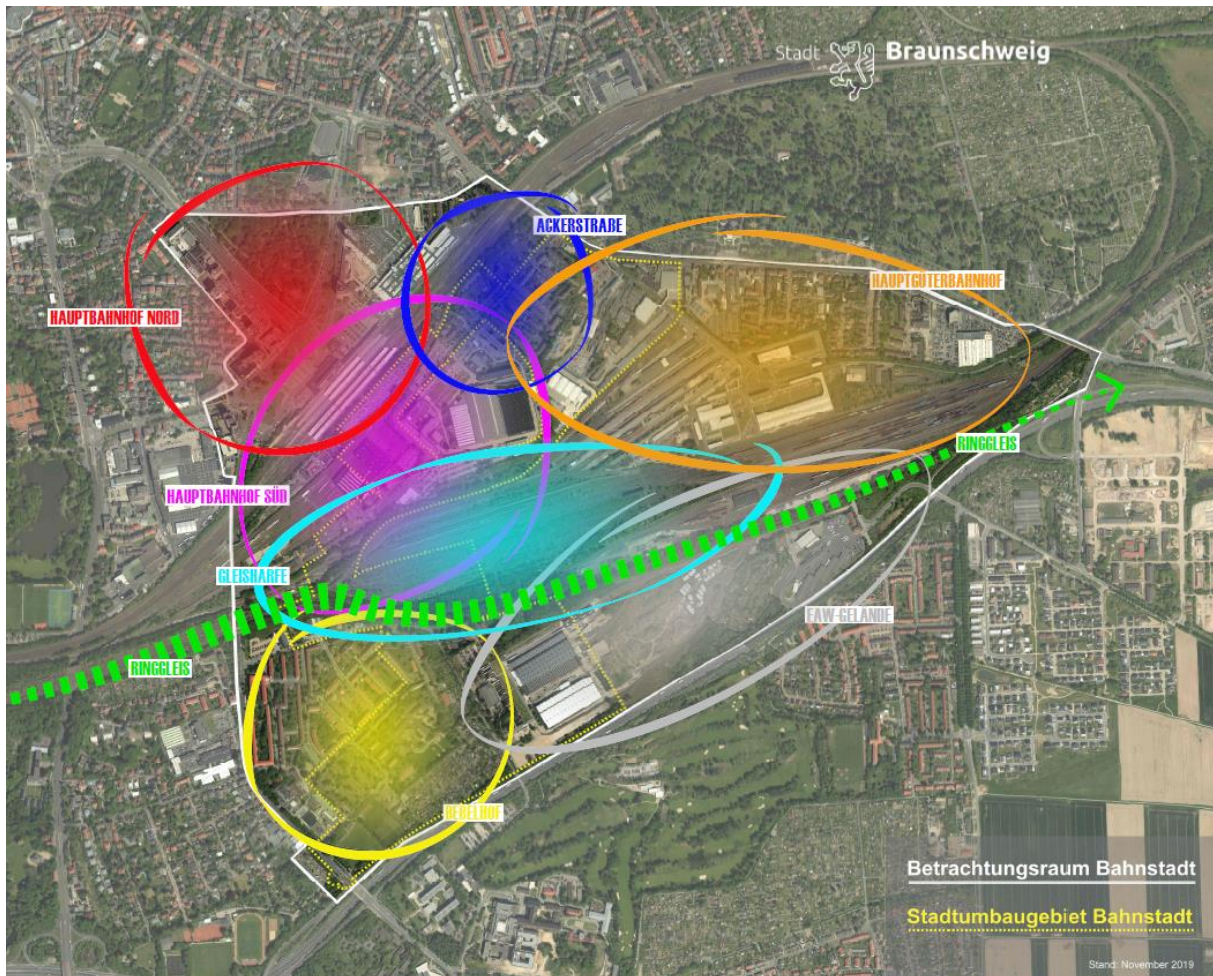 Stadt Braunschweig
ACKERSTRAßE
HAUPTGÜTERBAHNHOF
HAUPTBAHNHOF NORD
RINGGLEIS
HAUPTBAHNHOF SÜD
GLEISHARFE
FAW-GELÄNDE
RINGGLEIS
BEBELHOF
Betrachtungsraum Bahnstadt
Stadtumbaugebiet Bahnstadt
Stand: November 2019